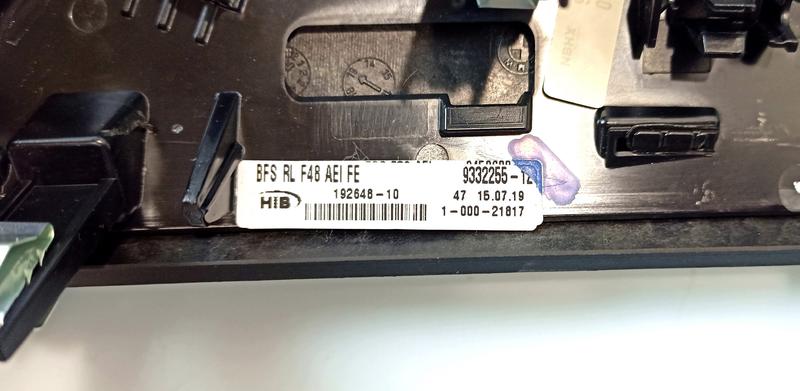 BFS RL F48 AEI FE 9332255-12
192648-10 47 15.07.19
HIB 1-000-21817